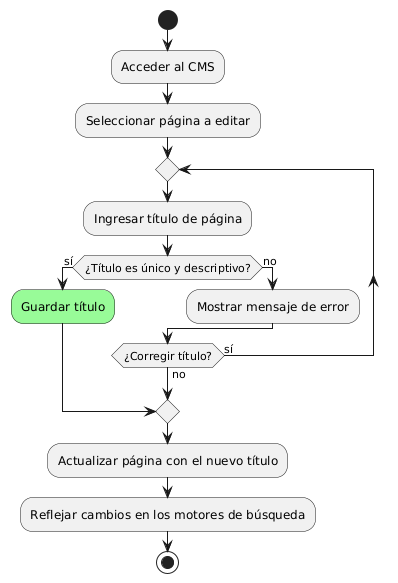 Acceder al CMS
Seleccionar página a editar
Ingresar título de página
¿Título es único y descriptivo?
sí
no
Guardar título
Mostrar mensaje de error
¿Corregir título?
sí
no
Actualizar página con el nuevo título
Reflejar cambios en los motores de búsqueda